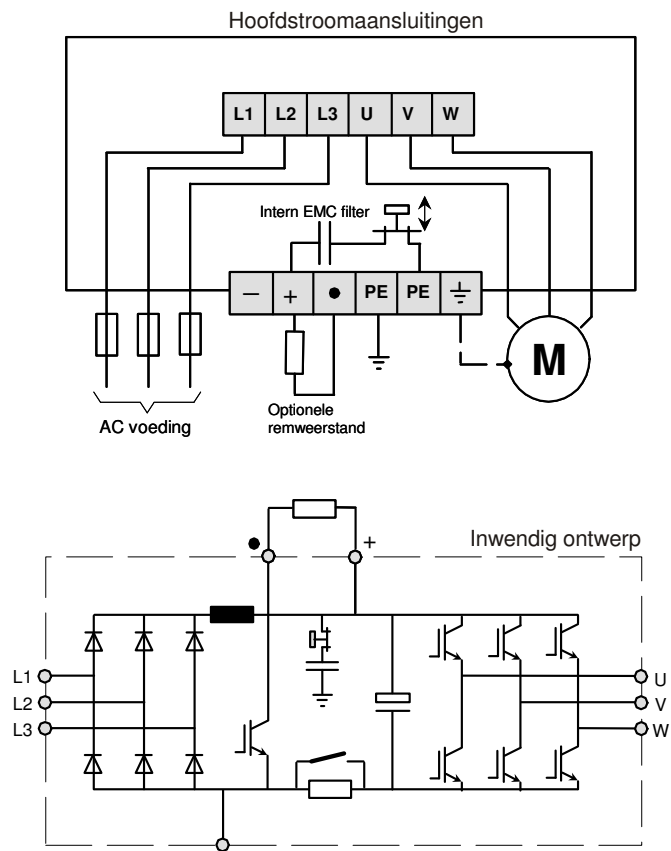 Hoofdstroomaansluitingen
L1 L2 L3 U V W
Intern EMC filter
− + ● PE PE
M
AC voeding
Optionele
remweerstand
Inwendig ontwerp
● +
L1
L2
L3
U
V
W